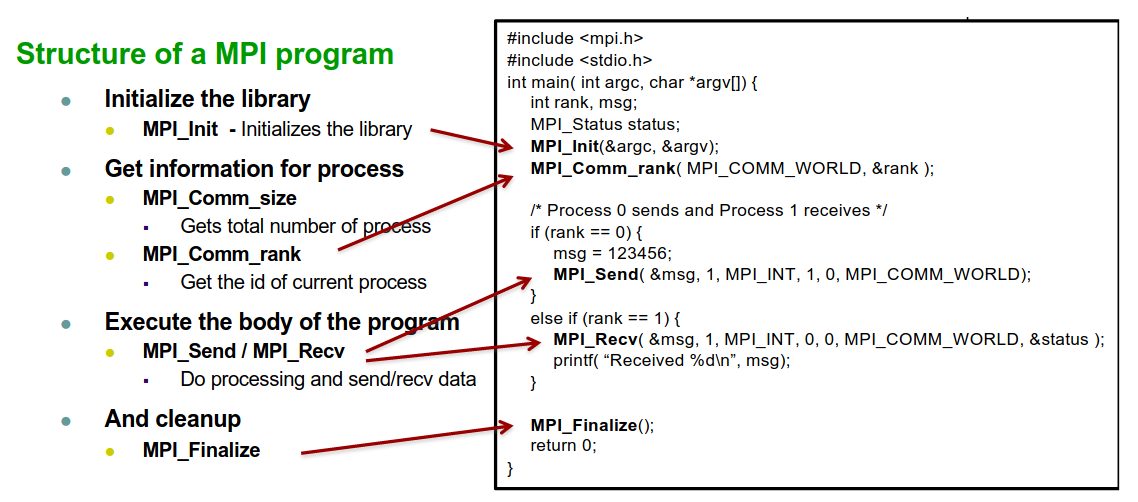 Structure of a MPI program
Initialize the library
MPI_Init - Initializes the library
Get information for process
MPI_Comm_size
Gets total number of process
MPI_Comm_rank
Get the id of current process
Execute the body of the program
MPI_Send / MPI_Recv
Do processing and send/recv data
And cleanup
MPI_Finalize
#include <mpi.h>
#include <stdio.h>
int main( int argc, char *argv[]) {
int rank, msg;
MPI_Status status;
MPI_Init(&argc, &argv);
MPI_Comm_rank( MPI_COMM_WORLD, &rank );
/* Process 0 sends and Process 1 receives */
if (rank == 0) {
msg = 123456;
MPI_Send( &msg, 1, MPI_INT, 1, 0, MPI_COMM_WORLD);
}
else if (rank == 1) {
MPI_Recv( &msg, 1, MPI_INT, 0, 0, MPI_COMM_WORLD, &status );
printf( “Received %d\n”, msg);
}
MPI_Finalize();
return 0;
}